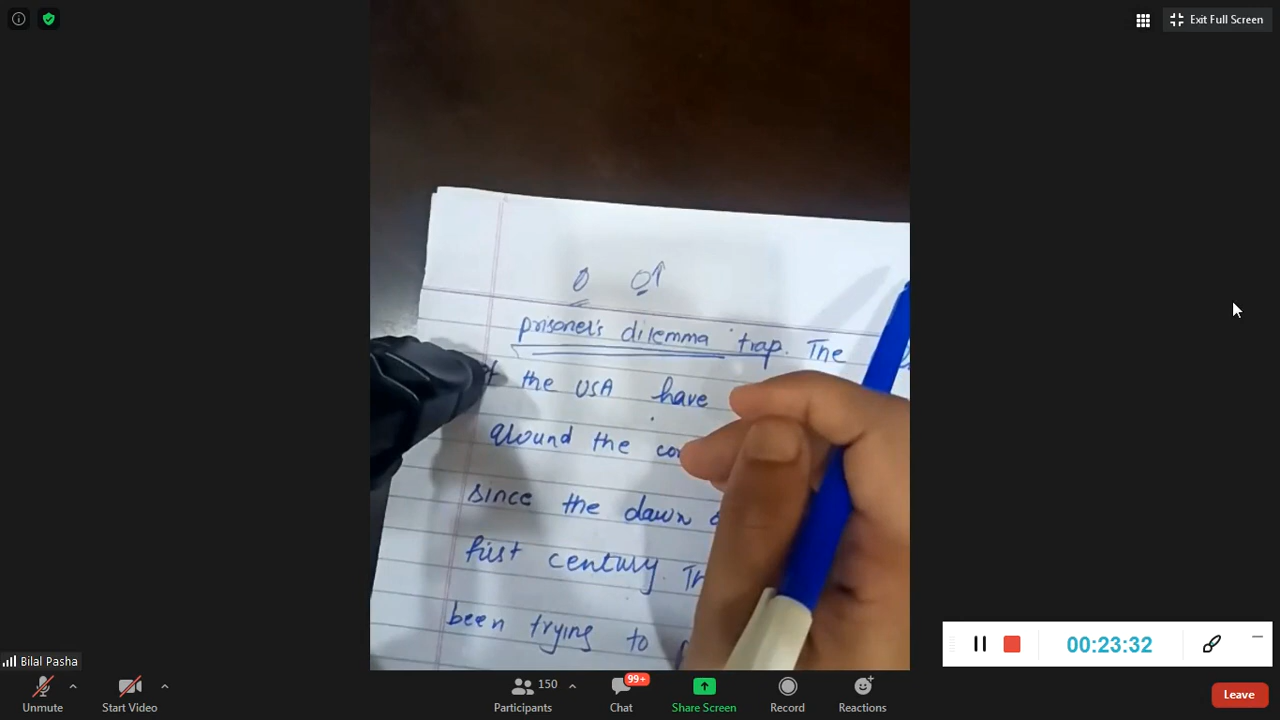 Exit Full Screen
prisoner's dilemma trap. The
the USA have
around the
since the dawn
first century.
been trying to
00:23:32
Bilal Pasha
Unmute
Start Video
150
Participants
99+
Chat
Share Screen
Record
Reactions
Leave